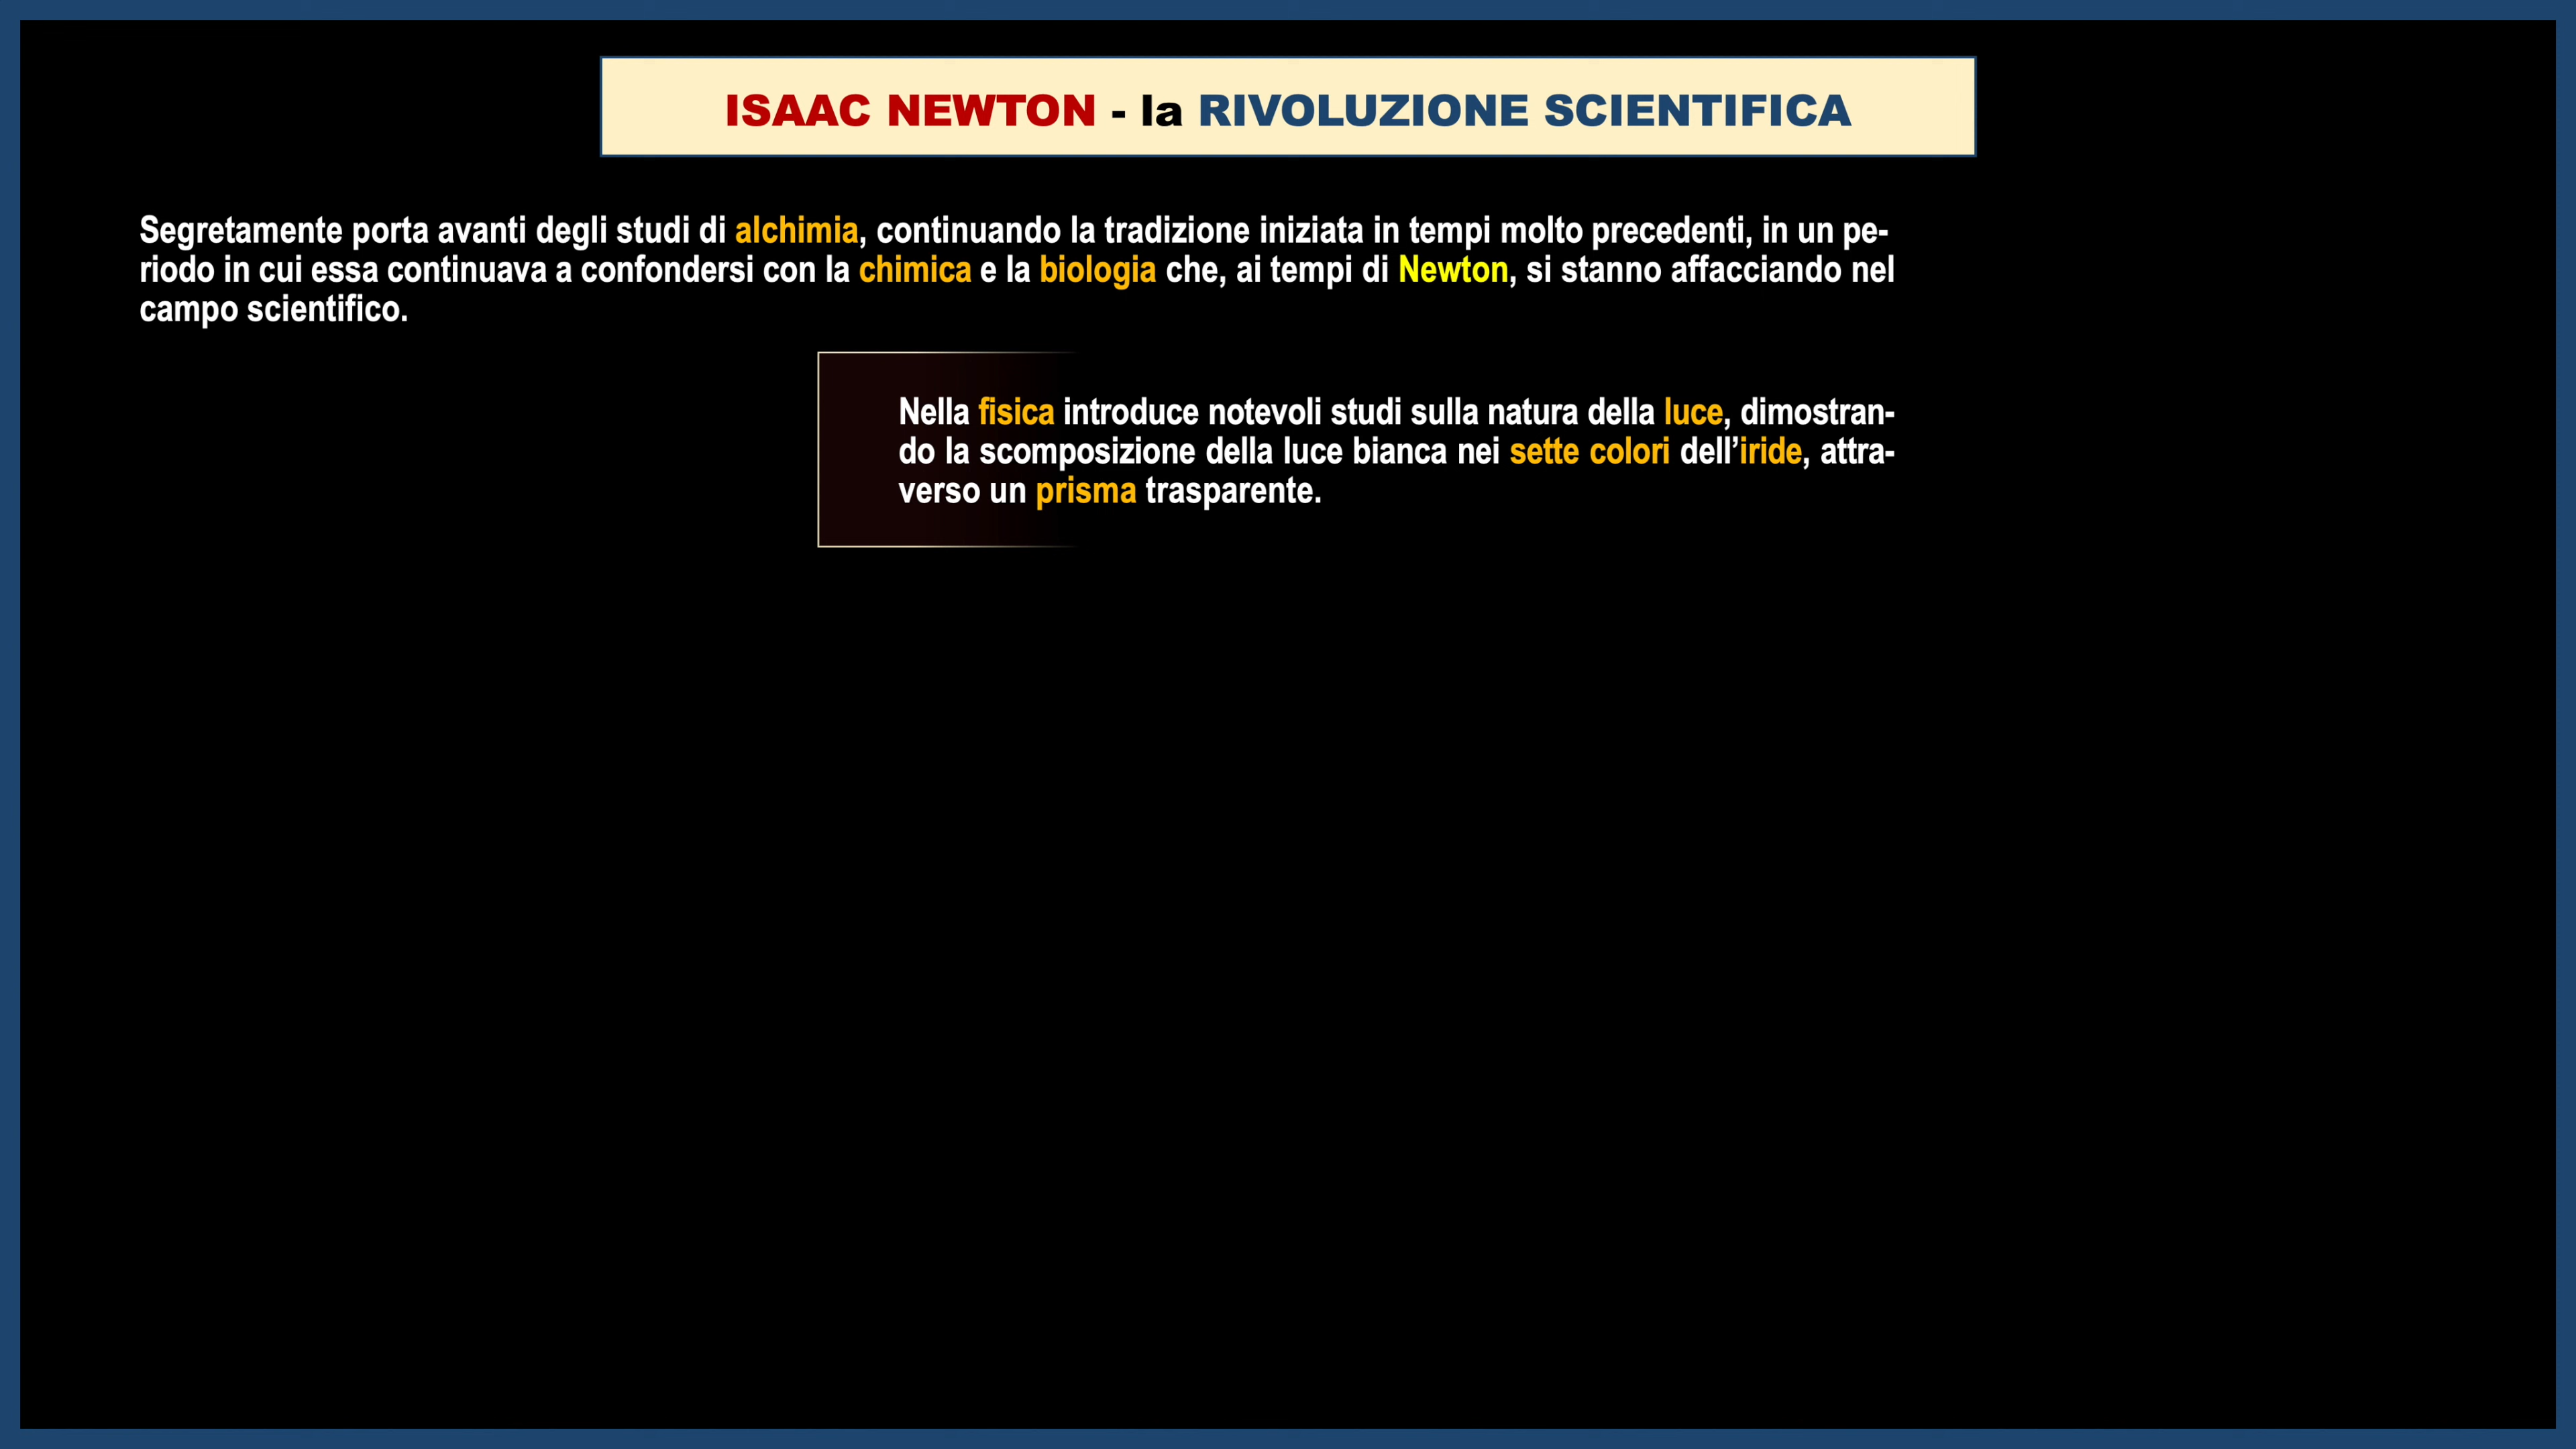 ISAAC NEWTON - la RIVOLUZIONE SCIENTIFICA
Segretamente porta avanti degli studi di alchimia, continuando la tradizione iniziata in tempi molto precedenti, in un pe-
riodo in cui essa continuava a confondersi con la chimica e la biologia che, ai tempi di Newton, si stanno affacciando nel
campo scientifico.
Nella fisica introduce notevoli studi sulla natura della luce, dimostran-
do la scomposizione della luce bianca nei sette colori dell’iride, attra-
verso un prisma trasparente.